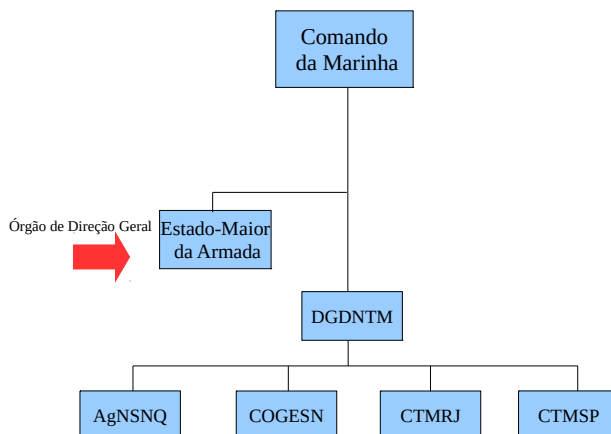 Comando
da Marinha
Órgão de Direção Geral
Estado-Maior
da Armada
DGDNTM
AgNSNQ
COGESN
CTMRJ
CTMSP